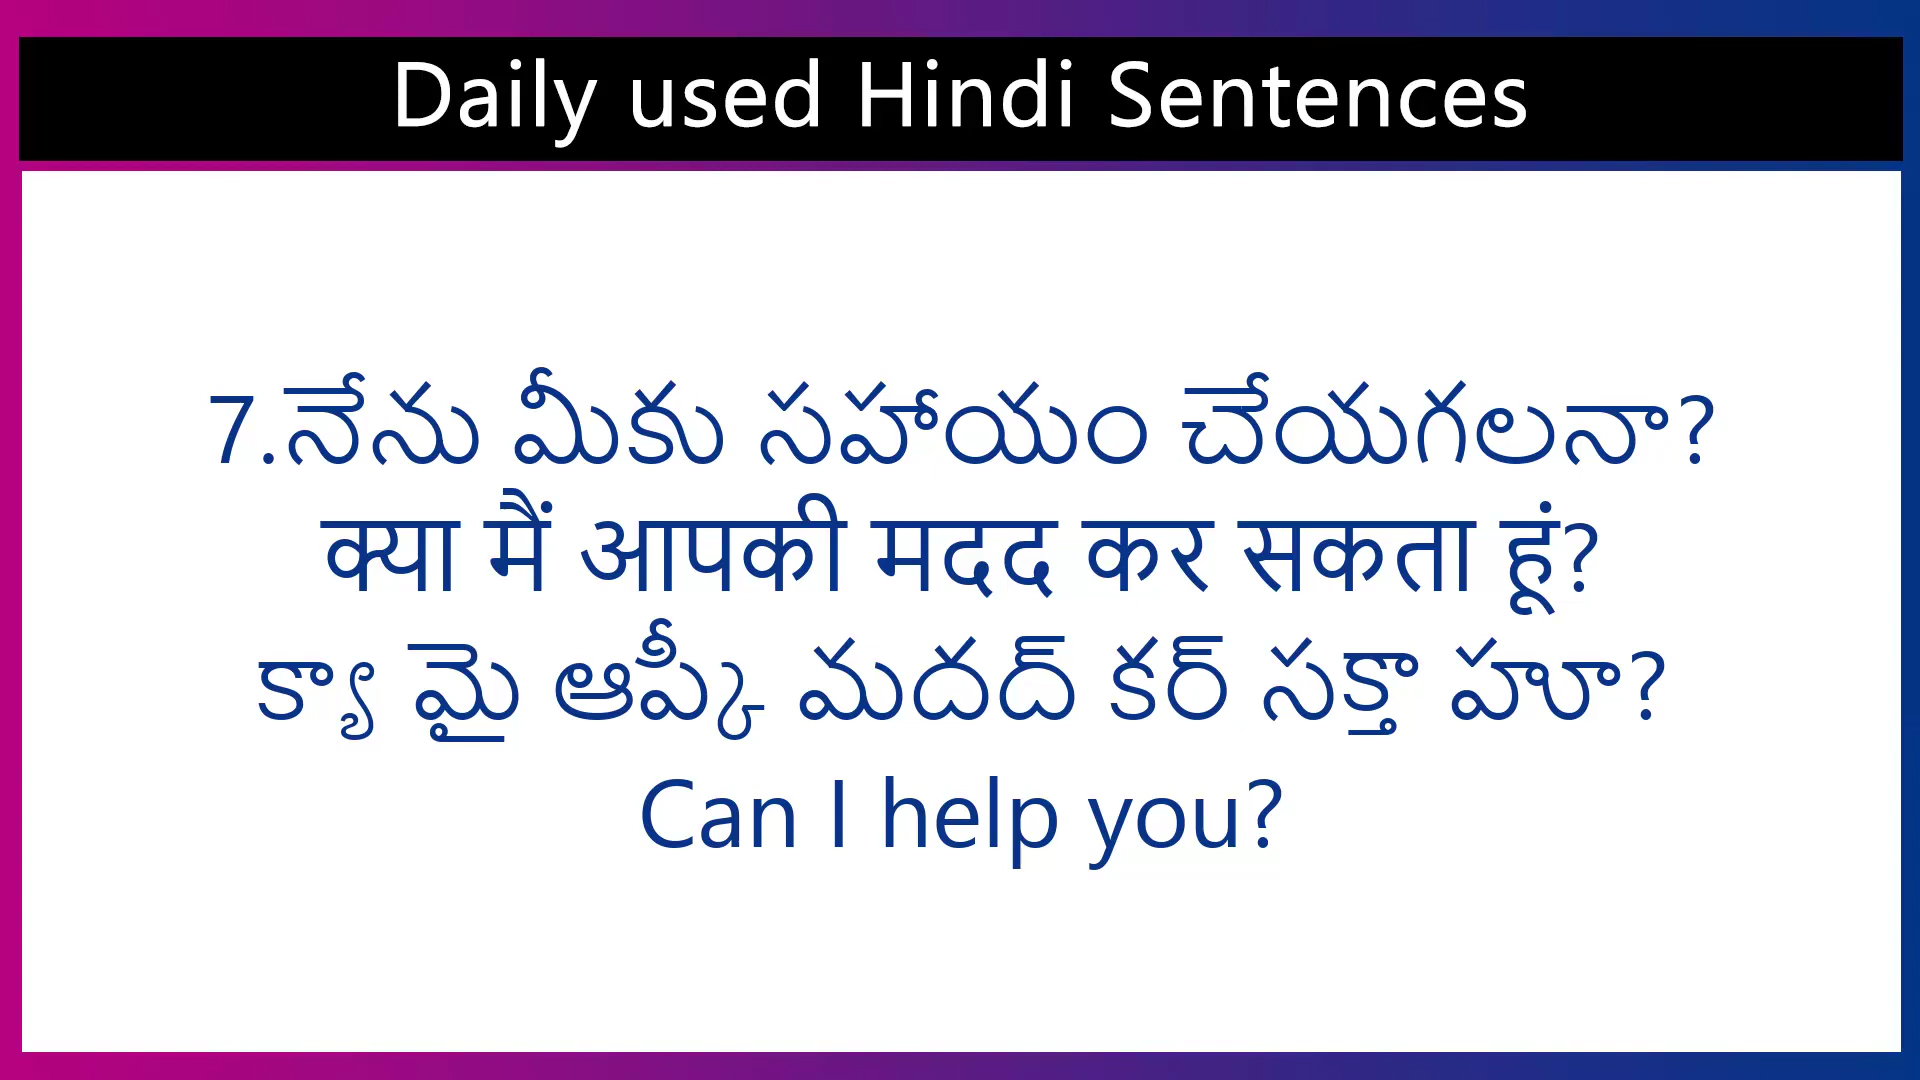 Daily used Hindi Sentences
7.నేను మీకు సహాయం చేయగలనా?
क्या मैं आपकी मदद कर सकता हूं?
క్యా మై ఆప్కీ మదద్ కర్ సక్తా హూ?
Can I help you?